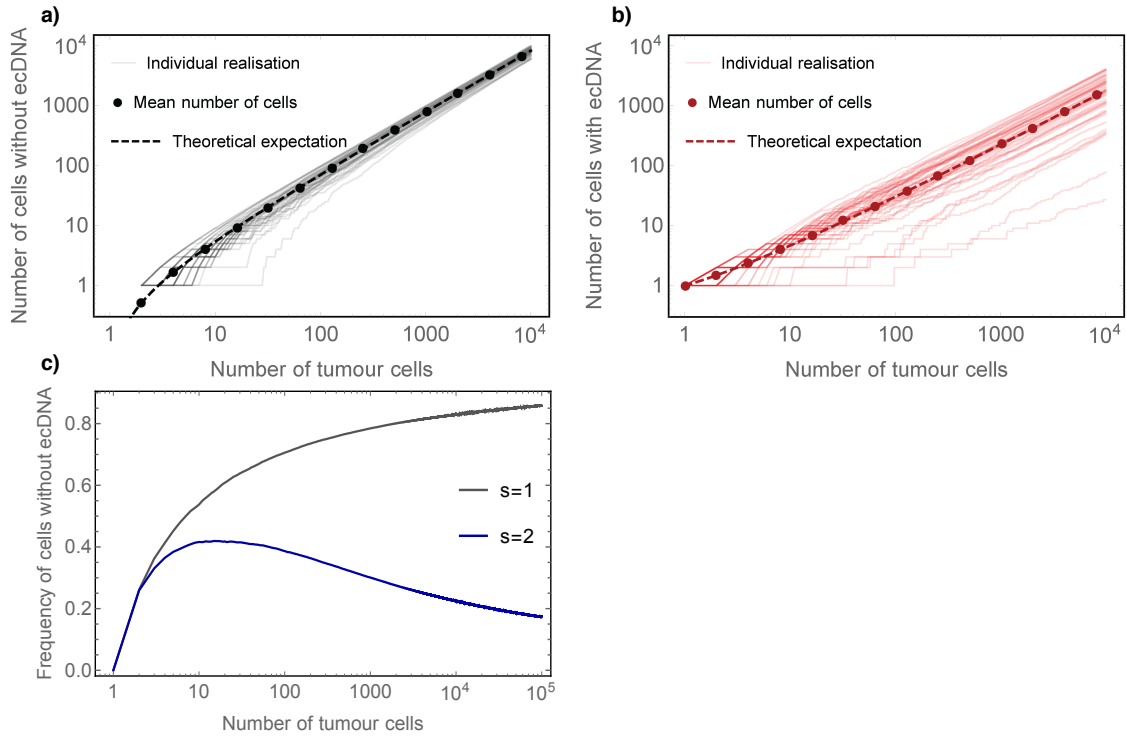 a)
Number of cells without ecDNA
10^4
1000
100
10
1
Individual realisation
Mean number of cells
Theoretical expectation
1 10 100 1000 10^4
Number of tumour cells
b)
Number of cells with ecDNA
10^4
1000
100
10
1
Individual realisation
Mean number of cells
Theoretical expectation
1 10 100 1000 10^4
Number of tumour cells
c)
Frequency of cells without ecDNA
0.8
0.6
0.4
0.2
0.0
s=1
s=2
1 10 100 1000 10^4 10^5
Number of tumour cells